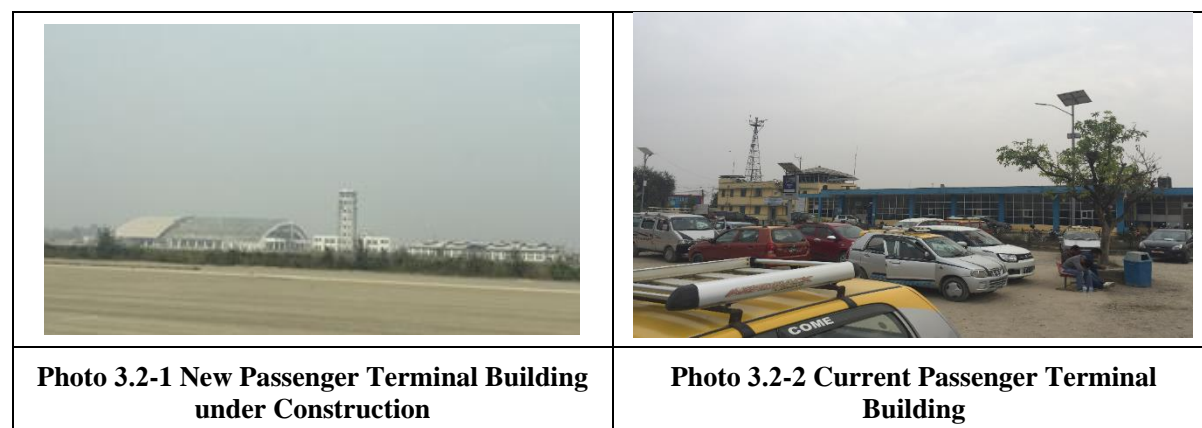 COME
Photo 3.2-1 New Passenger Terminal Building
under Construction
Photo 3.2-2 Current Passenger Terminal
Building